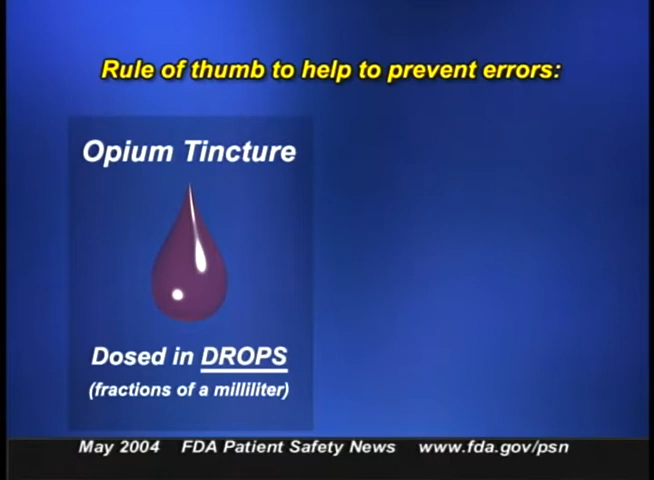 Rule of thumb to help to prevent errors:
Opium Tincture
Dosed in DROPS
(fractions of a milliliter)
May 2004 FDA Patient Safety News www.fda.gov/psn